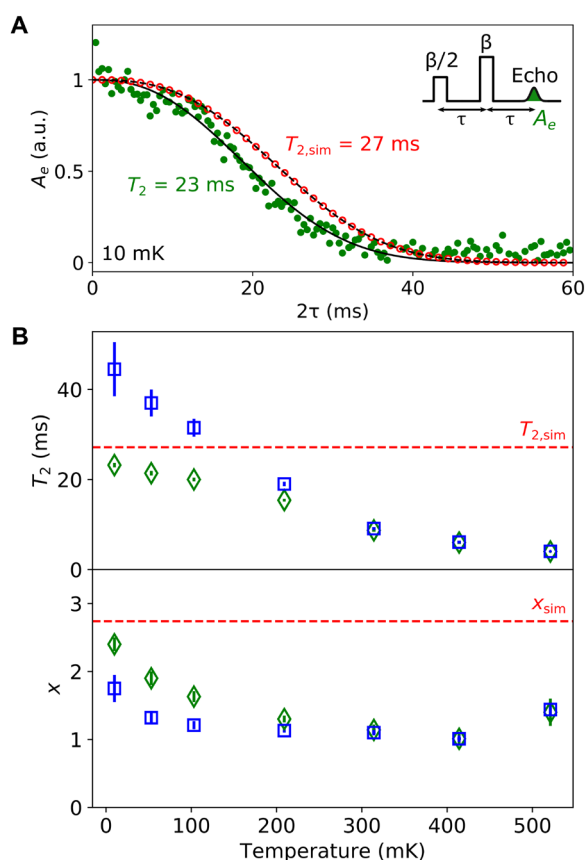 A
β/2
β
Echo
τ
τ
A_e
T_2,sim = 27 ms
T_2 = 23 ms
10 mK
A_e (a.u.)
1
0.5
0
0
20
40
60
2τ (ms)
B
T_2 (ms)
40
20
0
T_2,sim
x
3
2
1
0
x_sim
0
100
200
300
400
500
Temperature (mK)